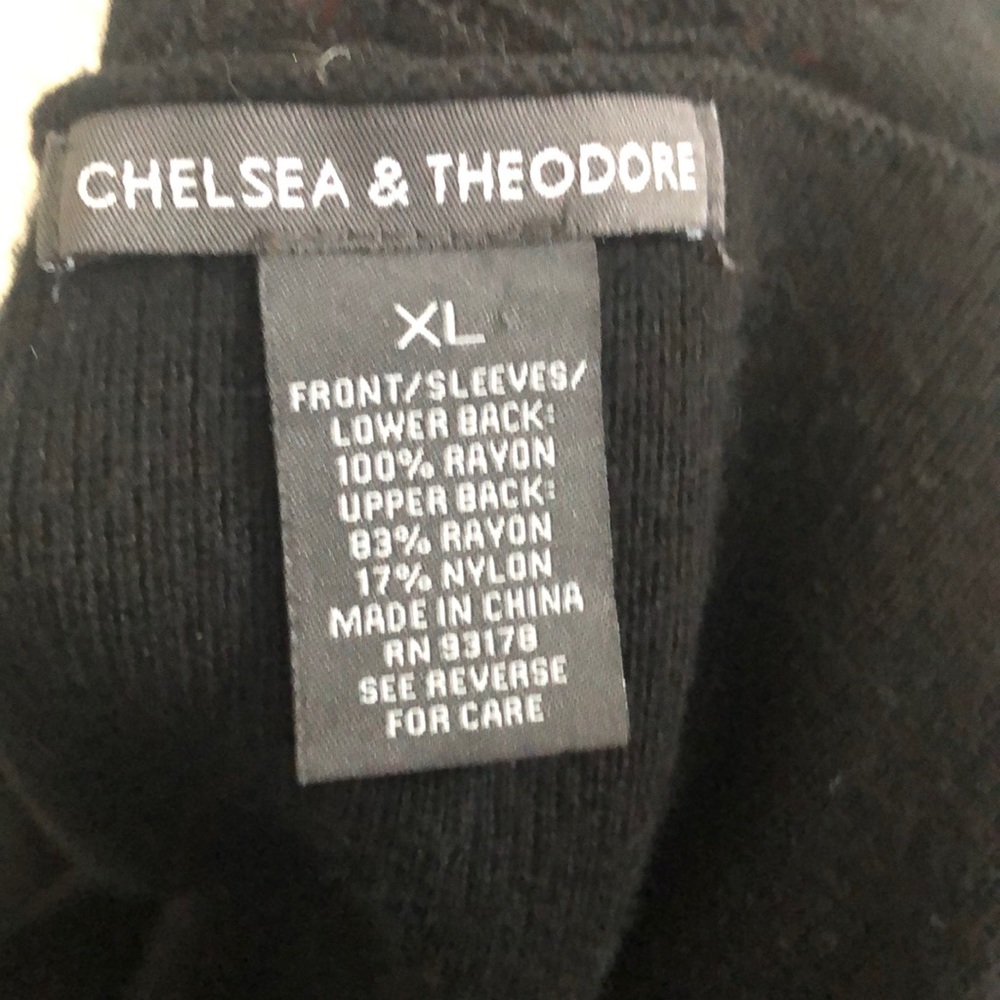 CHELSEA & THEODORE
XL
FRONT/SLEEVES/
LOWER BACK:
100% RAYON
UPPER BACK:
83% RAYON
17% NYLON
MADE IN CHINA
RN 93178
SEE REVERSE
FOR CARE